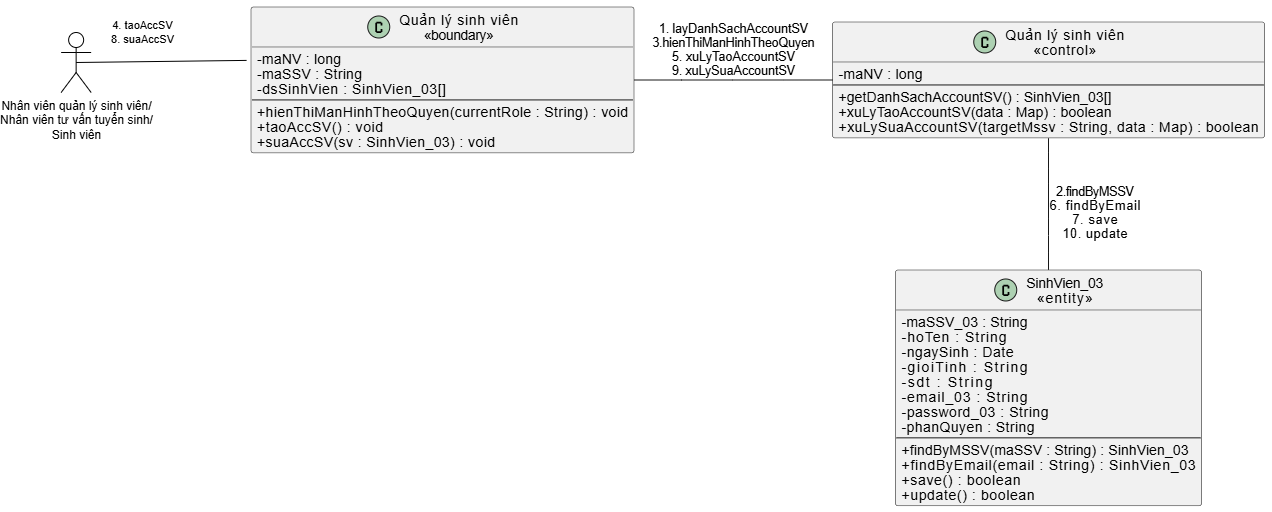 4. taoAccSV
8. suaAccSV
Nhân viên quản lý sinh viên/
Nhân viên tư vấn tuyển sinh/
Sinh viên
C
Quản lý sinh viên
«boundary»
-maNV : long
-maSSV : String
-dsSinhVien : SinhVien_03[]
+hienThiManHinhTheoQuyen(currentRole : String) : void
+taoAccSV() : void
+suaAccSV(sv : SinhVien_03) : void
1. layDanhSachAccountSV
3.hienThiManHinhTheoQuyen
5. xuLyTaoAccountSV
9. xuLySuaAccountSV
C
Quản lý sinh viên
«control»
-maNV : long
+getDanhSachAccountSV() : SinhVien_03[]
+xuLyTaoAccountSV(data : Map) : boolean
+xuLySuaAccountSV(targetMssv : String, data : Map) : boolean
2.findByMSSV
6. findByEmail
7. save
10. update
C
SinhVien_03
«entity»
-maSSV_03 : String
-hoTen : String
-ngaySinh : Date
-gioiTinh : String
-sdt : String
-email_03 : String
-password_03 : String
-phanQuyen : String
+findByMSSV(maSSV : String) : SinhVien_03
+findByEmail(email : String) : SinhVien_03
+save() : boolean
+update() : boolean